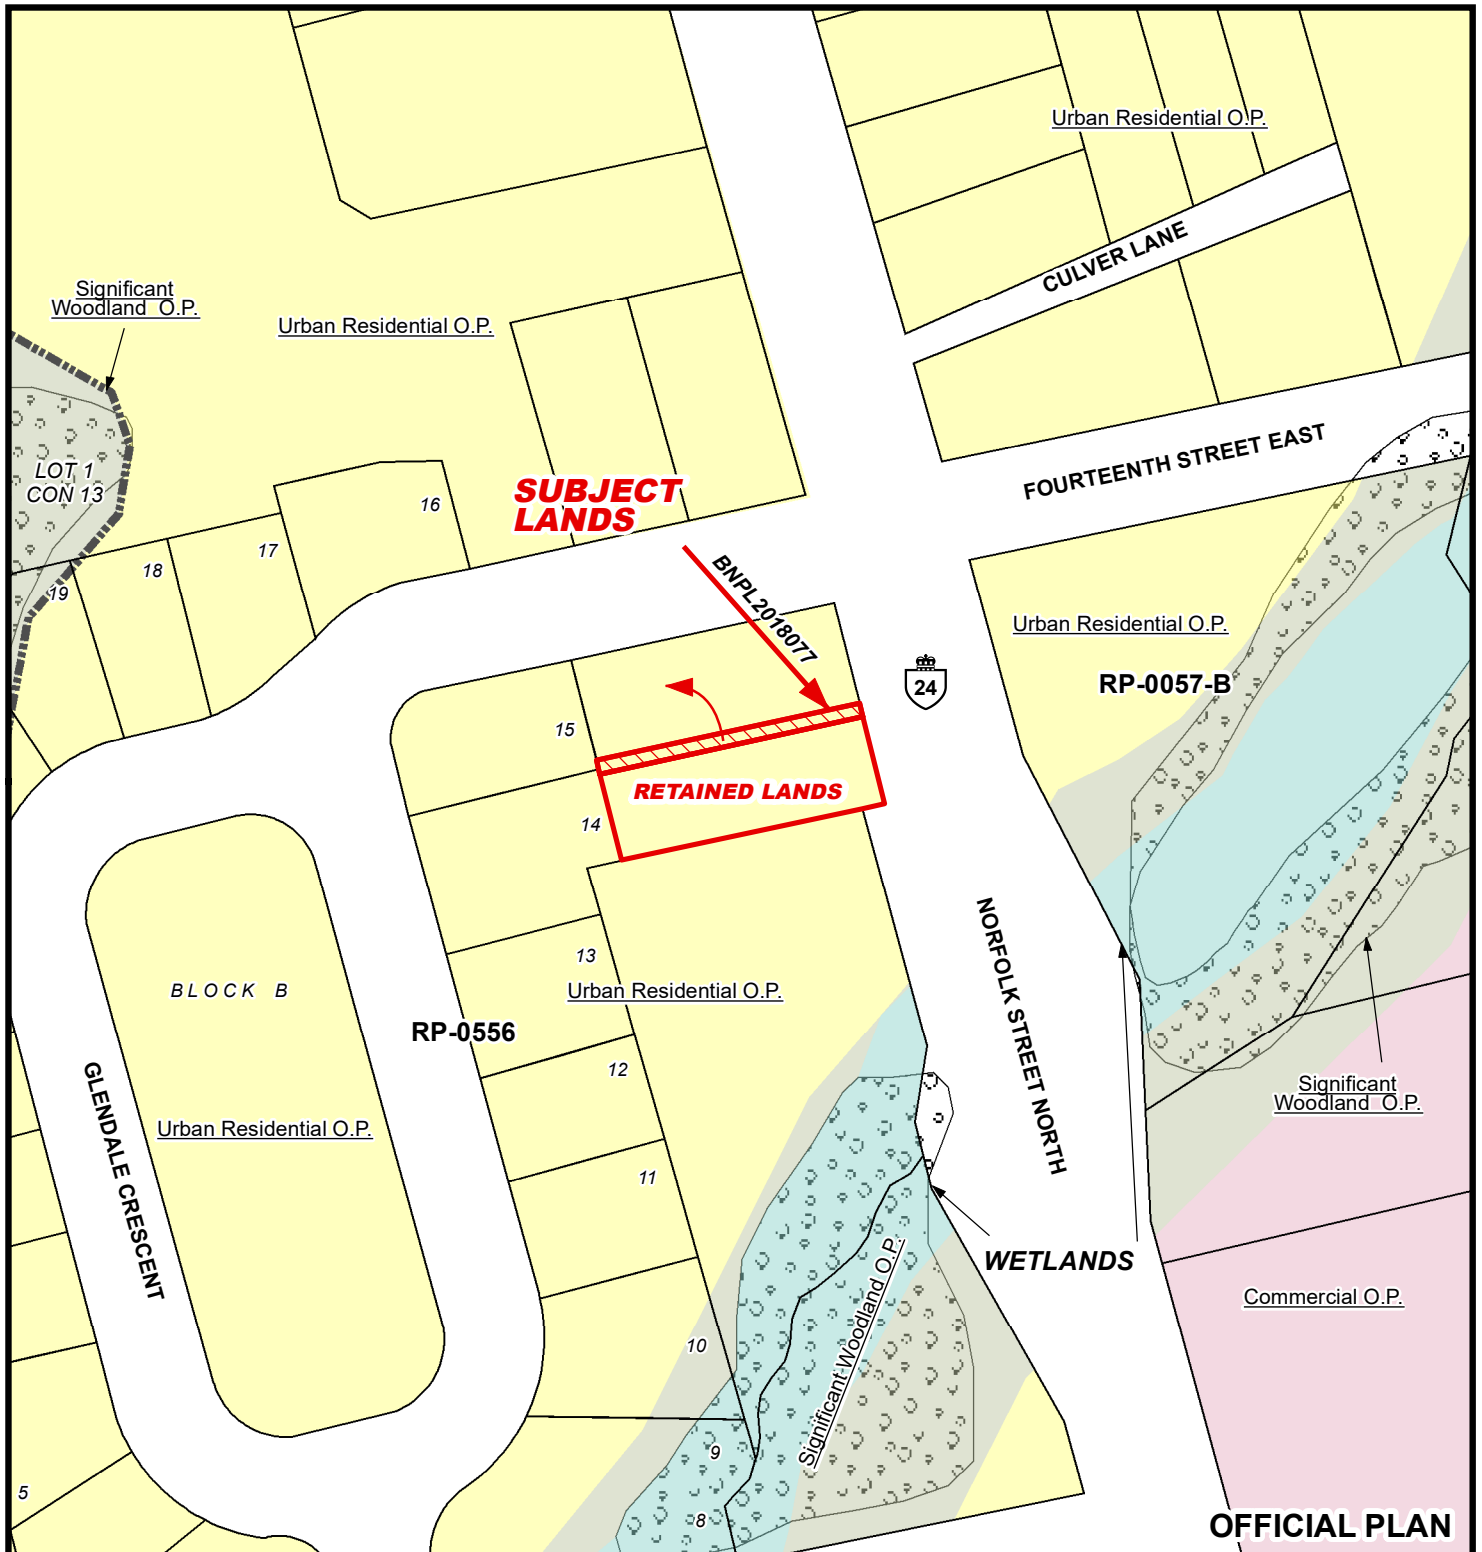 Urban Residential O.P.
CULVER LANE
Significant
Woodland O.P.
Urban Residential O.P.
FOURTEENTH STREET EAST
LOT 1
CON 13
SUBJECT
LANDS
16
17
18
19
BNPL2018077
Urban Residential O.P.
RP-0057-B
24
15
RETAINED LANDS
14
NORFOLK STREET NORTH
13
BLOCK B
Urban Residential O.P.
RP-0556
12
GLENDALE CRESCENT
Significant
Woodland O.P.
Urban Residential O.P.
11
WETLANDS
Significant Woodland O.P.
Commercial O.P.
10
9
5
8
OFFICIAL PLAN